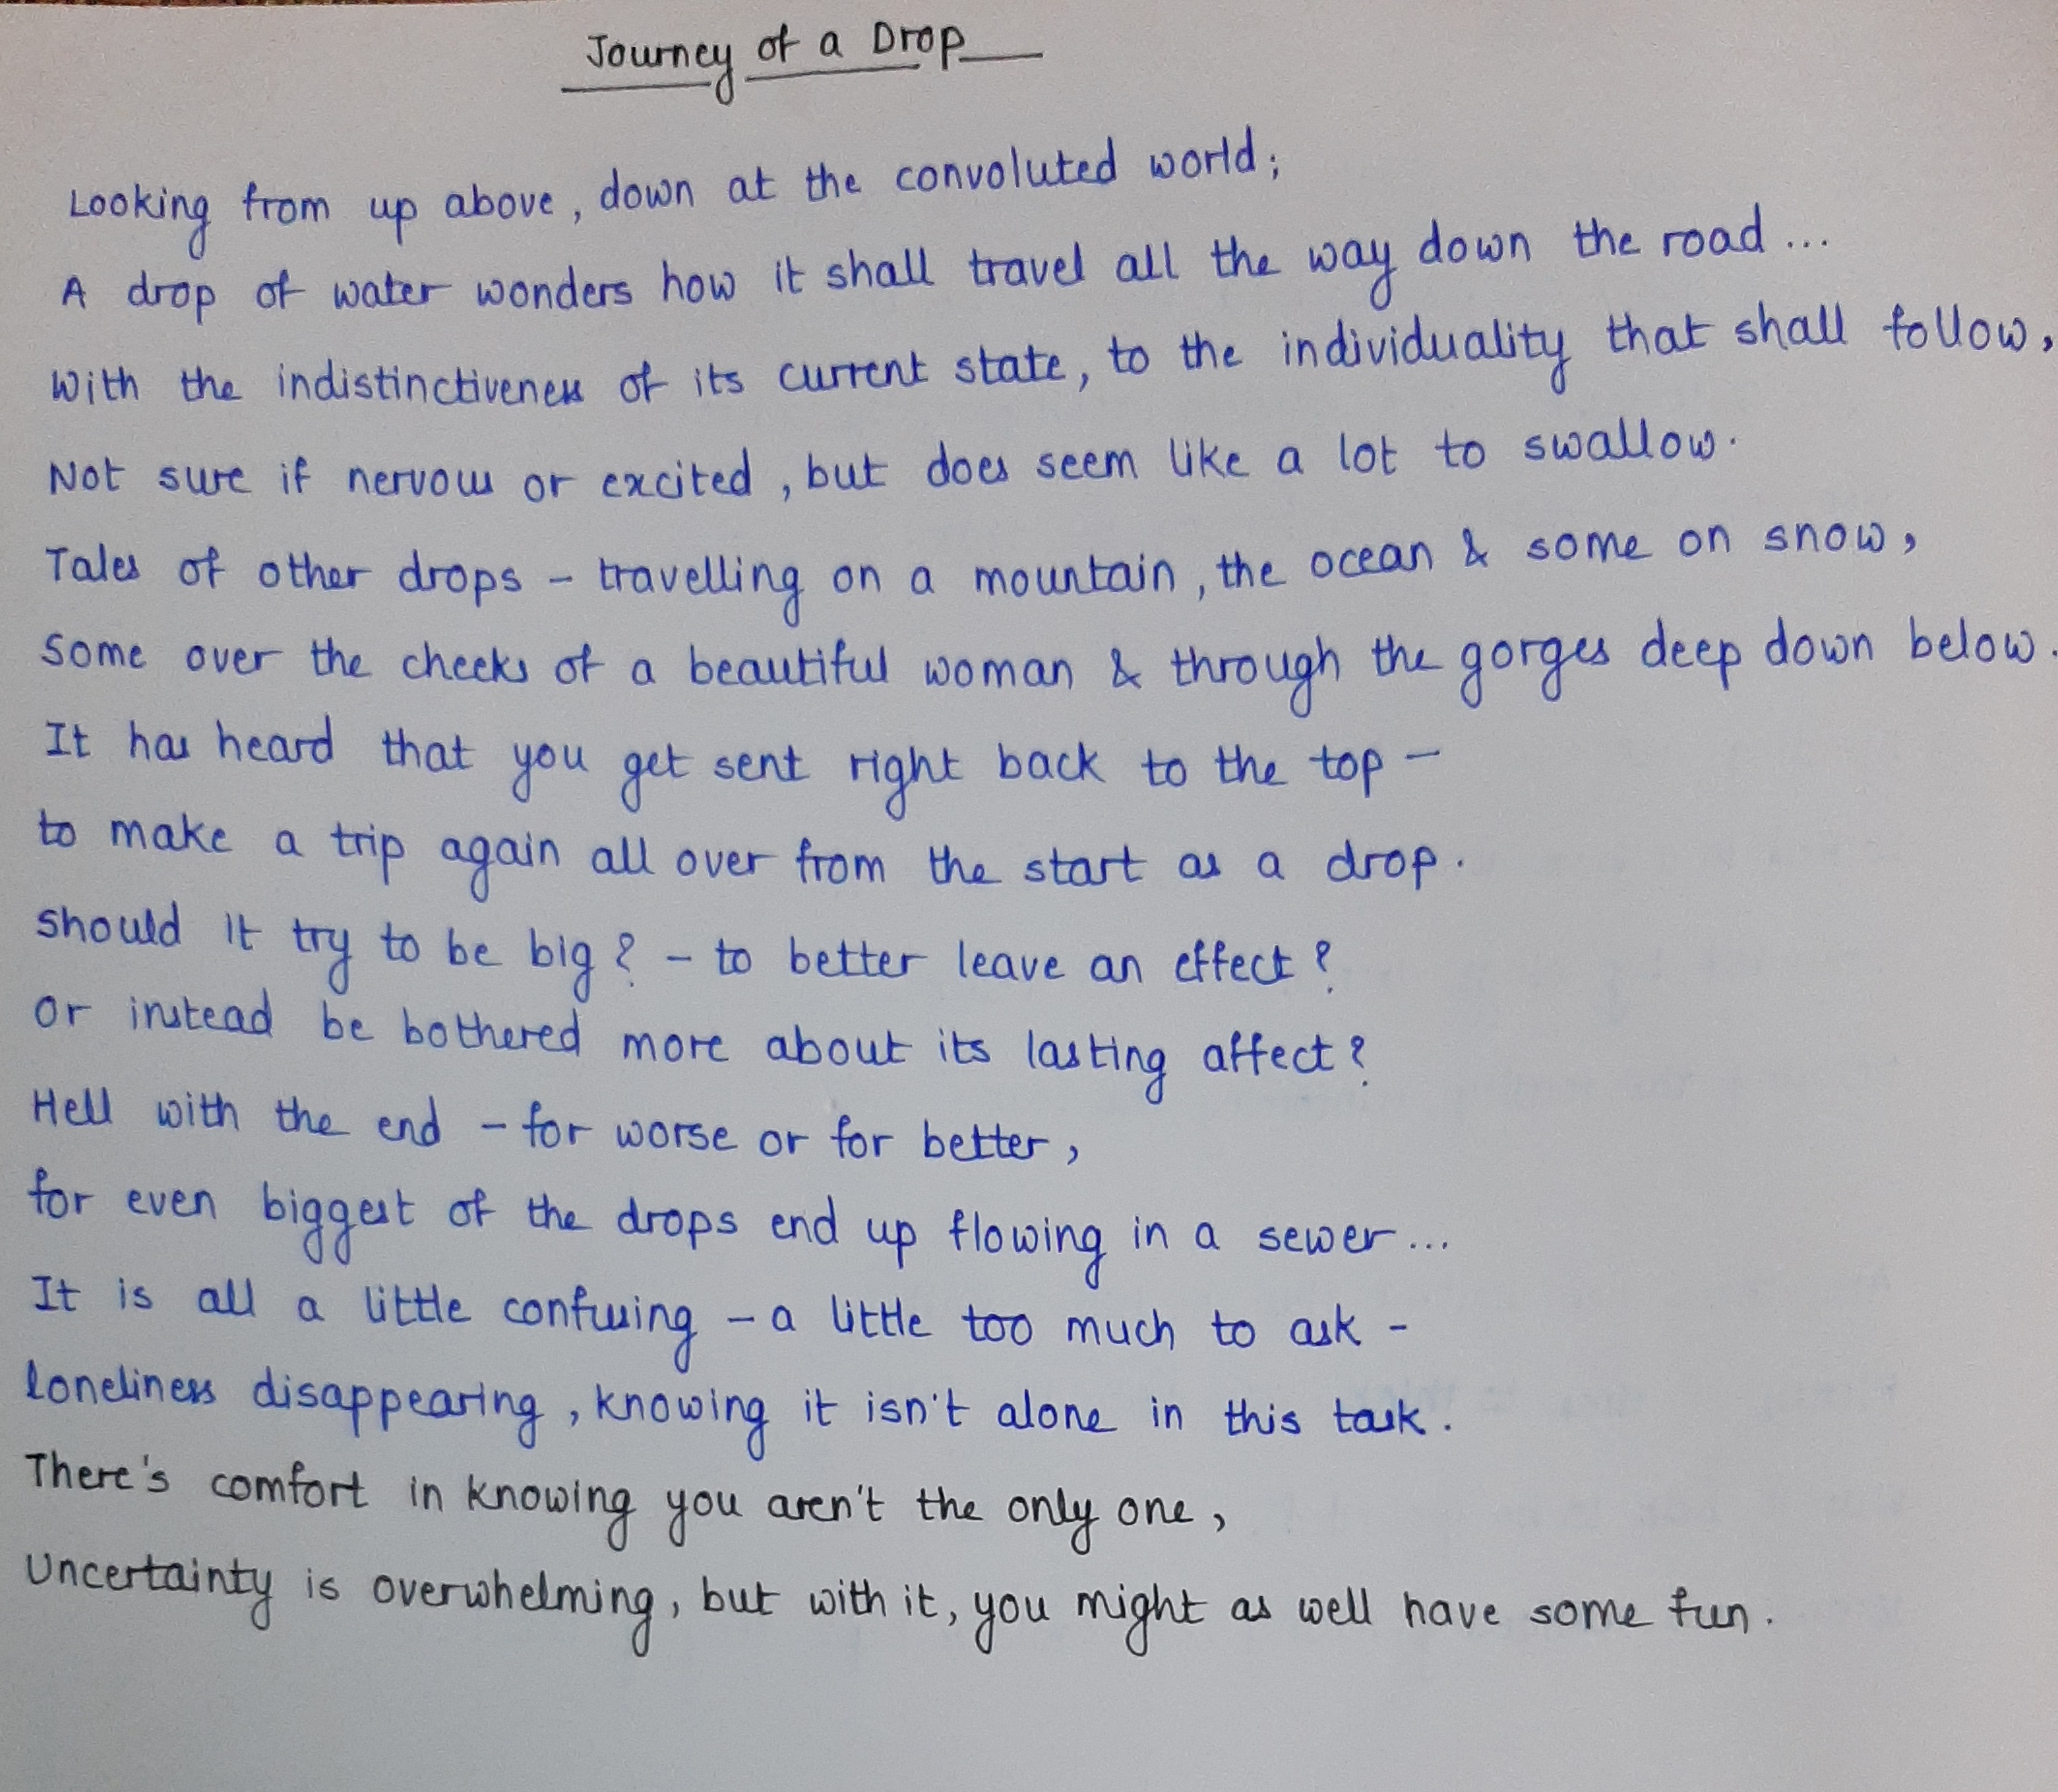 Journey of a Drop
Looking from up above, down at the convoluted world;
A drop of water wonders how it shall travel all the way down the road ...
With the indistinctiveness of its current state, to the individuality that shall follow,
Not sure if nervous or excited, but does seem like a lot to swallow.
Tales of other drops - travelling on a mountain, the ocean & some on snow,
Some over the cheeks of a beautiful woman & through the gorges deep down below.
It has heard that you get sent right back to the top -
to make a trip again all over from the start as a drop.
Should it try to be big? - to better leave an effect?
Or instead be bothered more about its lasting affect?
Hell with the end - for worse or for better,
for even biggest of the drops end up flowing in a sewer...
It is all a little confusing - a little too much to ask -
loneliness disappearing, knowing it isn't alone in this task.
There's comfort in knowing you aren't the only one,
Uncertainty is overwhelming, but with it, you might as well have some fun.